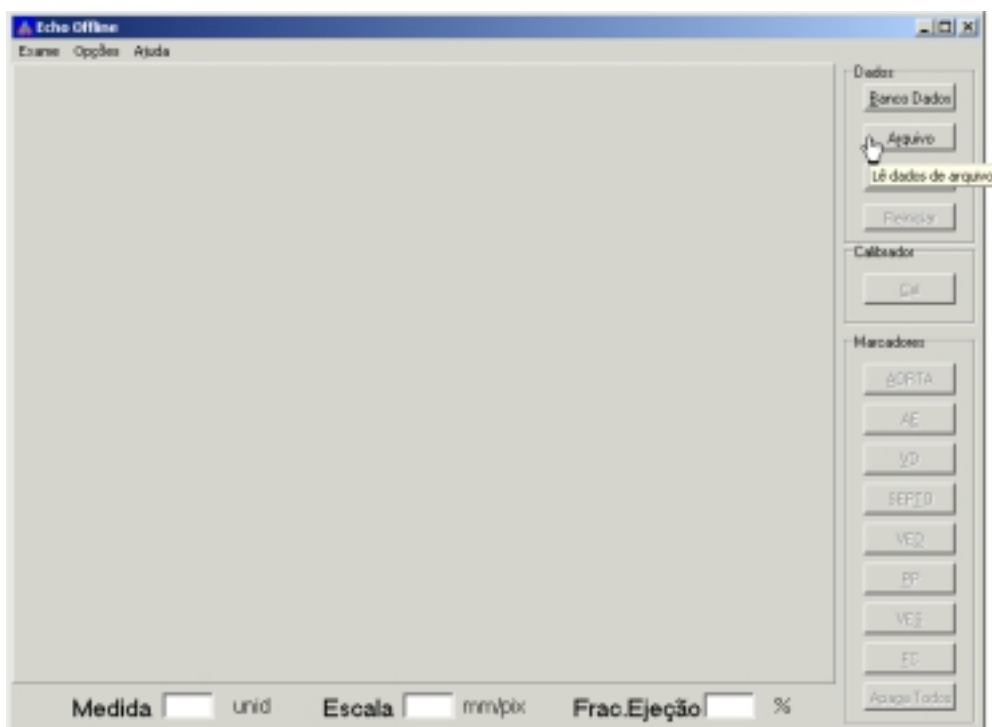 Echo Offline
Exame Opções Ajuda
Dados
Banco Dados
Arquivo
Lê dados de arquivo
Reiniciar
Calibrador
Cal
Marcadores
AORTA
AE
VD
SEPTO
VED
PP
VES
Apaga Todos
Medida unid Escala mm/pix Frac.Ejeção %